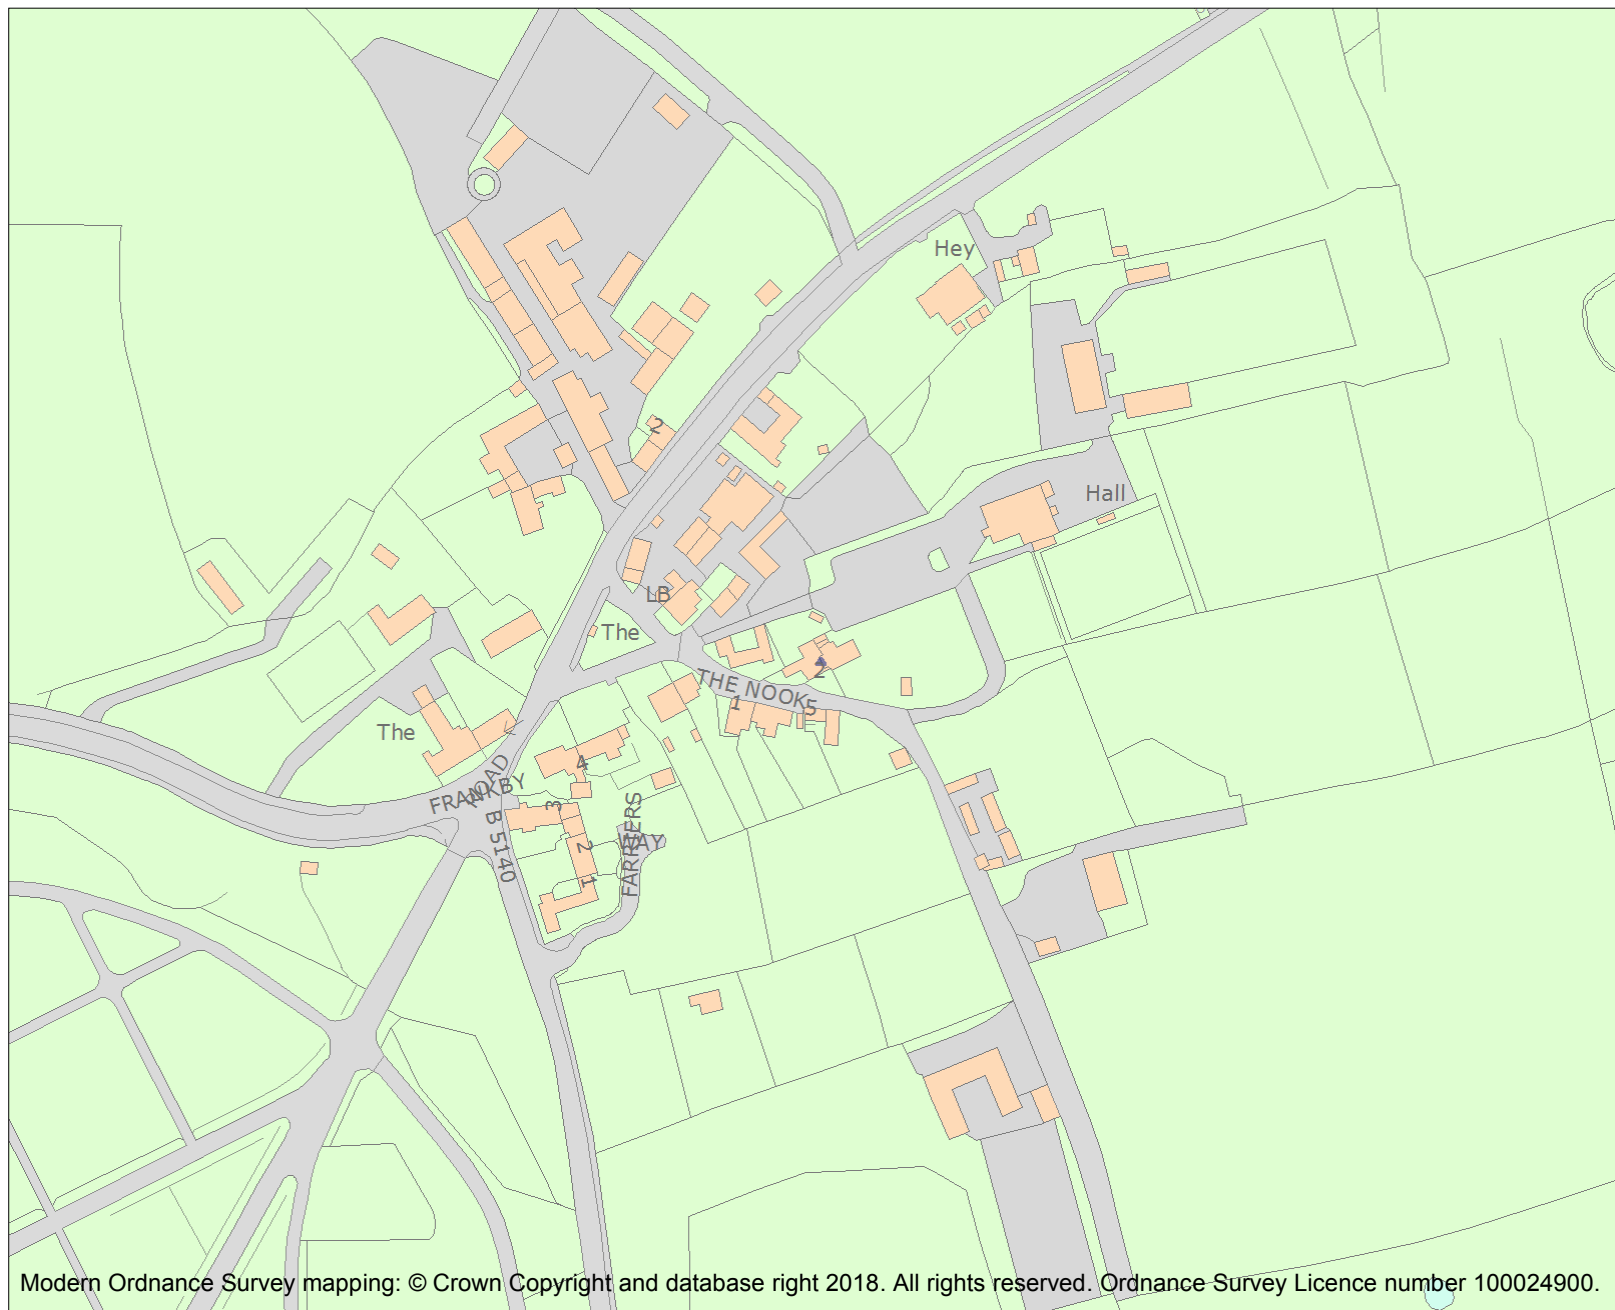 Hey
2
Hall
LB
The
2
THE NOOK
1
5
The
4
FRANKBY
ROAD
3
B 5140
FARRIERS
WAY
2
1
Modern Ordnance Survey mapping: © Crown Copyright and database right 2018. All rights reserved. Ordnance Survey Licence number 100024900.